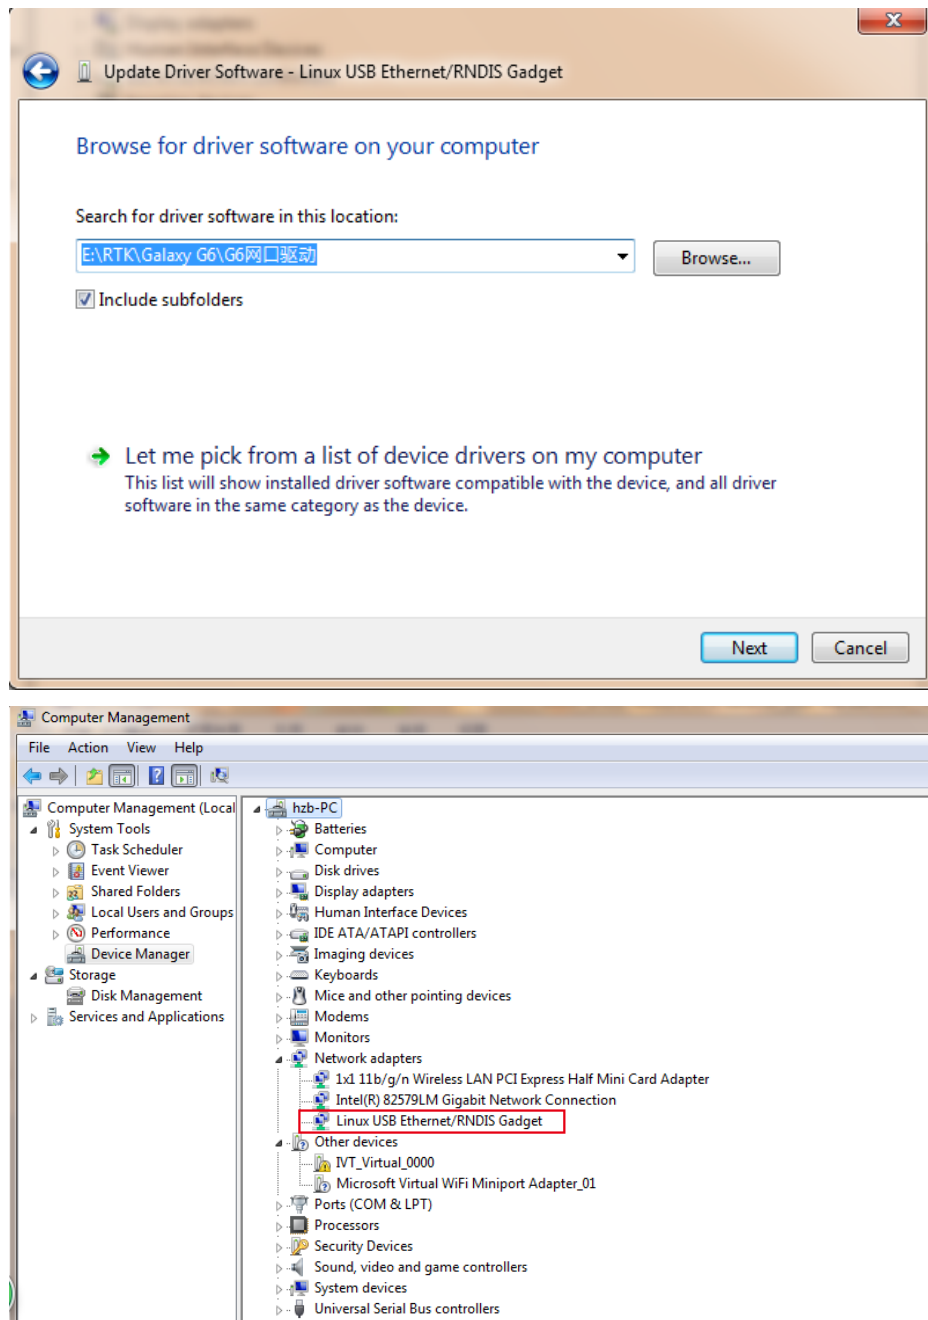 Update Driver Software - Linux USB Ethernet/RNDIS Gadget
Browse for driver software on your computer
Search for driver software in this location:
E:\RTK\Galaxy G6\G6网口驱动
Browse...
Include subfolders
Let me pick from a list of device drivers on my computer
This list will show installed driver software compatible with the device, and all driver
software in the same category as the device.
Next
Cancel
Computer Management
File Action View Help
Computer Management (Local
System Tools
Task Scheduler
Event Viewer
Shared Folders
Local Users and Groups
Performance
Device Manager
Storage
Disk Management
Services and Applications
hzb-PC
Batteries
Computer
Disk drives
Display adapters
Human Interface Devices
IDE ATA/ATAPI controllers
Imaging devices
Keyboards
Mice and other pointing devices
Modems
Monitors
Network adapters
1x1 11b/g/n Wireless LAN PCI Express Half Mini Card Adapter
Intel(R) 82579LM Gigabit Network Connection
Linux USB Ethernet/RNDIS Gadget
Other devices
IVT_Virtual_0000
Microsoft Virtual WiFi Miniport Adapter_01
Ports (COM & LPT)
Processors
Security Devices
Sound, video and game controllers
System devices
Universal Serial Bus controllers